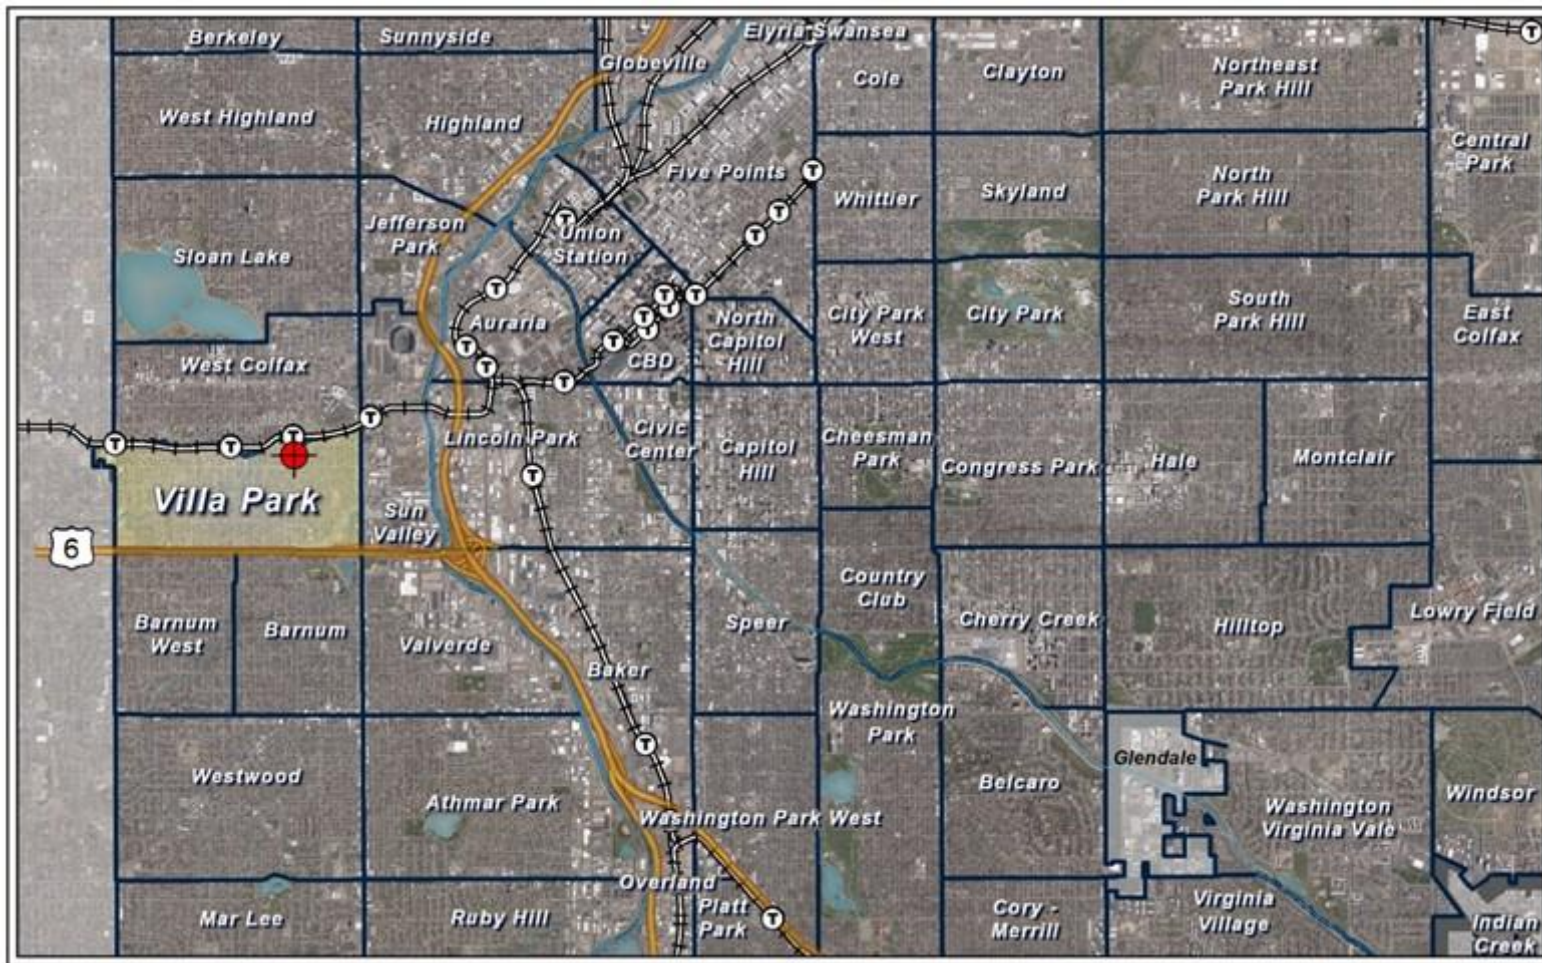 Berkeley
Sunnyside
Elyria Swansea
Globeville
Cole
Clayton
Northeast
Park Hill
West Highland
Highland
Central
Park
Five Points
Whittier
Skyland
North
Park Hill
Jefferson
Park
Sloan Lake
T
Union
Station
T
T
T
T
Auraria
T
T
T
T
T
T
T
T
T
T
North
Capitol
Hill
City Park
West
City Park
South
Park Hill
East
Colfax
West Colfax
CBD
T
T
T
T
T
Lincoln Park
Civic
Center
Capitol
Hill
Cheesman
Park
Congress Park
Hale
Montclair
Villa Park
T
Sun
Valley
6
Country
Club
Barnum
West
Barnum
Valverde
Speer
Cherry Creek
Hilltop
Lowry Field
Baker
Washington
Park
T
Glendale
Westwood
Athmar Park
Belcaro
Washington
Virginia Vale
Windsor
Washington Park West
Overland
Mar Lee
Ruby Hill
Platt
Park
T
Cory -
Merrill
Virginia
Village
Indian
Creek